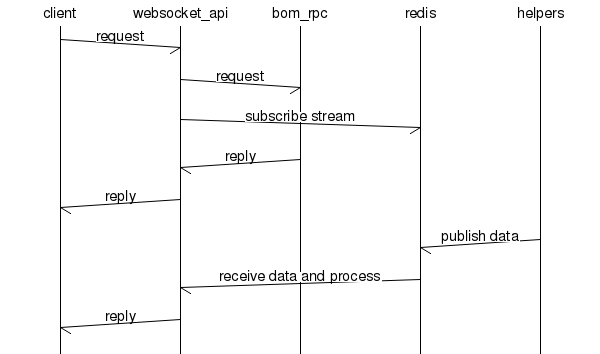 client websocket_api bom_rpc redis helpers
request
request
subscribe stream
reply
reply
publish data
receive data and process
reply